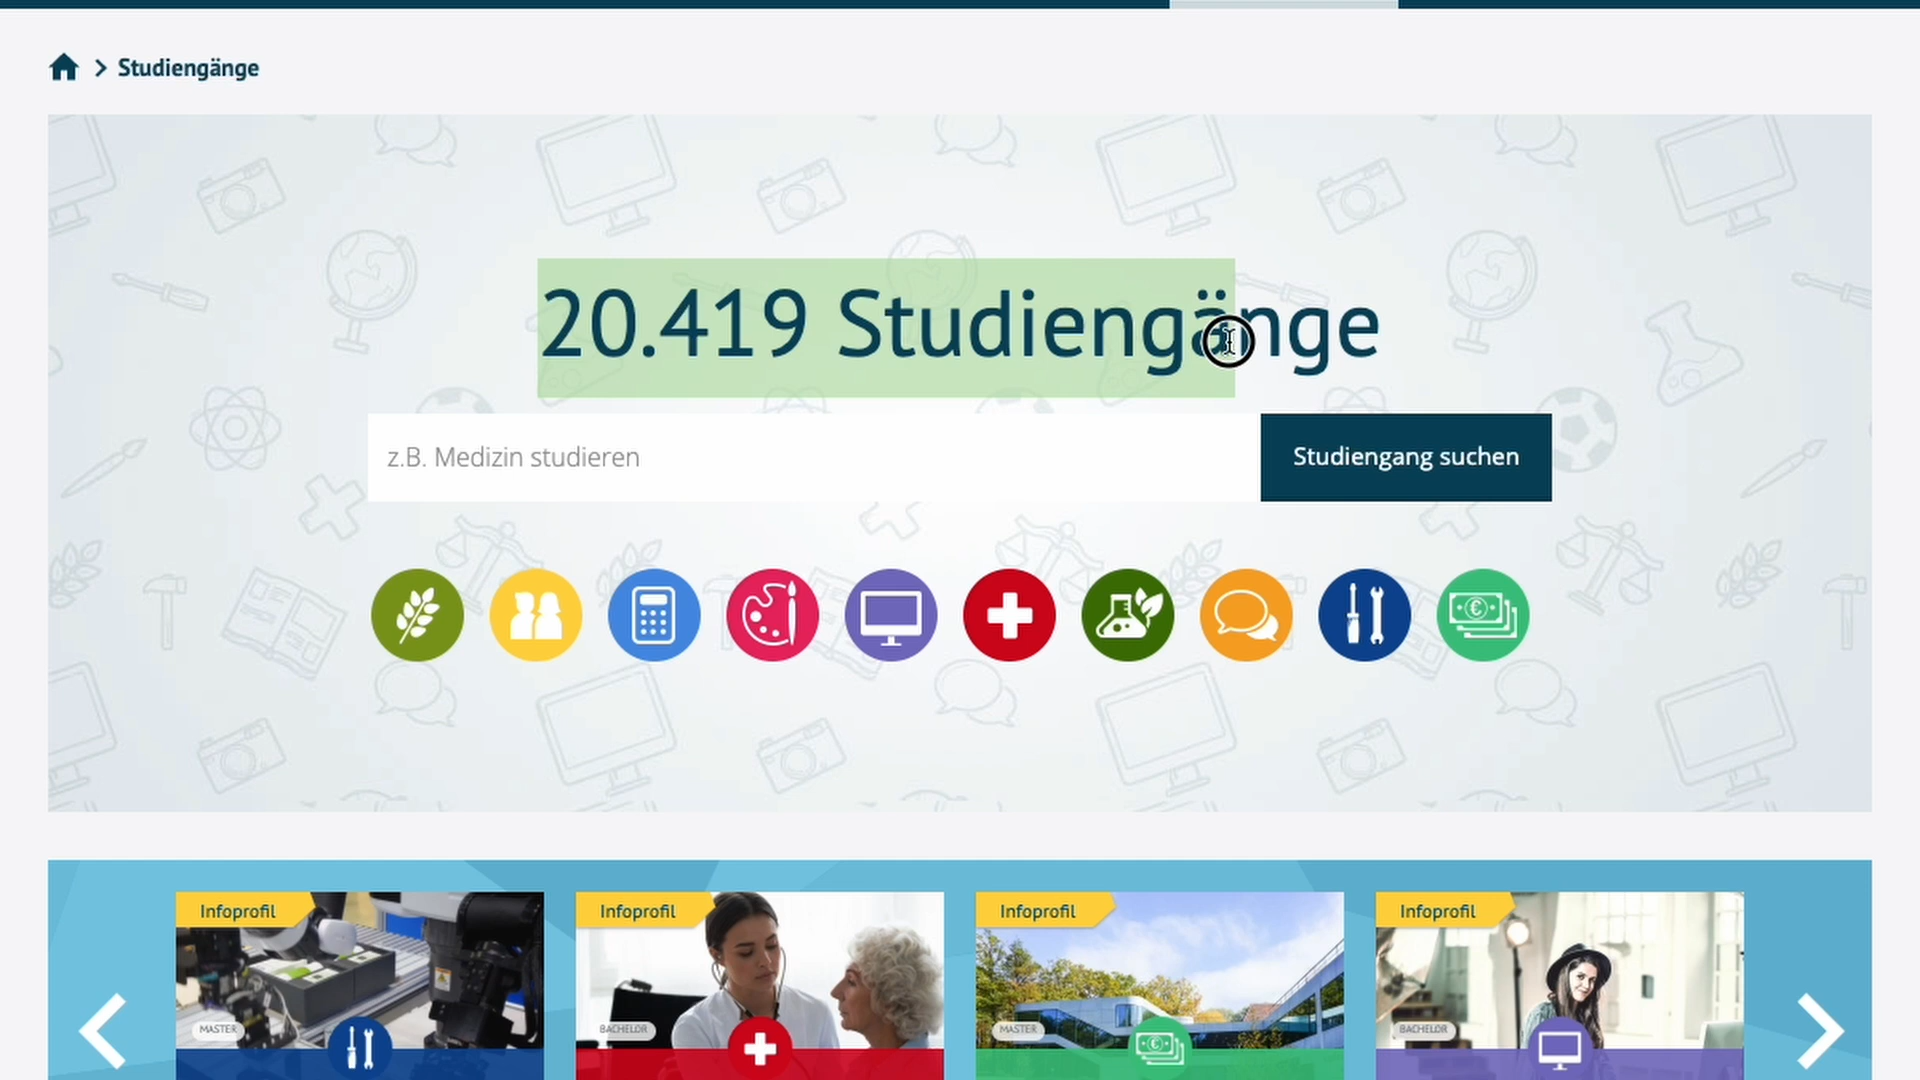 Studiengänge
20.419 Studiengänge
z.B. Medizin studieren
Studiengang suchen
Infoprofil
Infoprofil
Infoprofil
Infoprofil
MASTER
BACHELOR
MASTER
BACHELOR